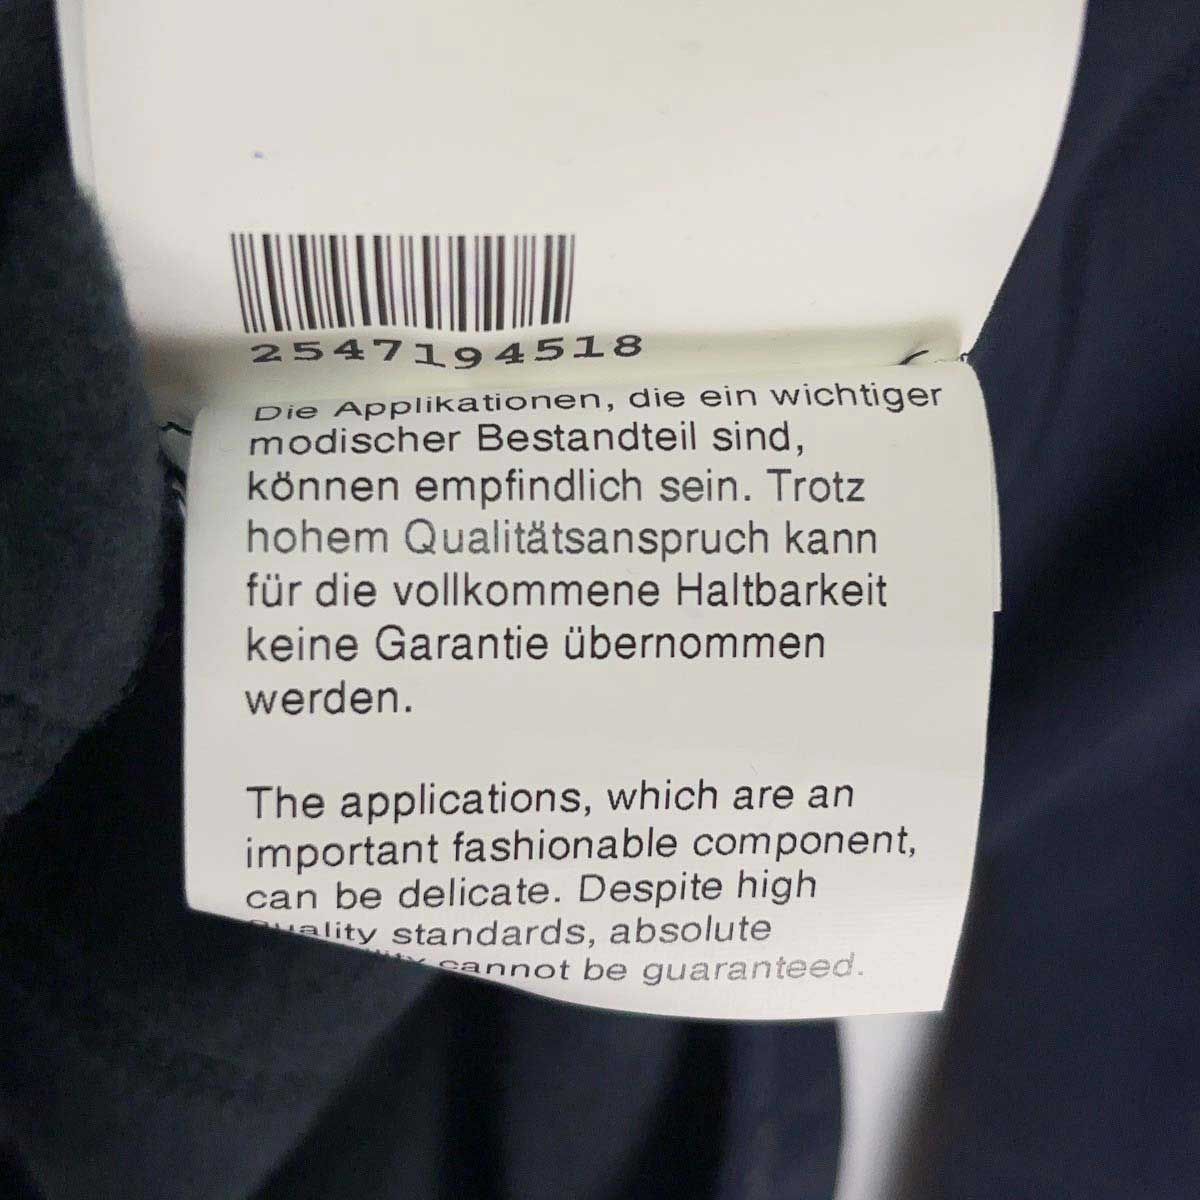 2547194518
Die Applikationen, die ein wichtiger
modischer Bestandteil sind,
können empfindlich sein. Trotz
hohem Qualitätsanspruch kann
für die vollkommene Haltbarkeit
keine Garantie übernommen
werden.
The applications, which are an
important fashionable component,
can be delicate. Despite high
Quality standards, absolute
cannot be guaranteed.